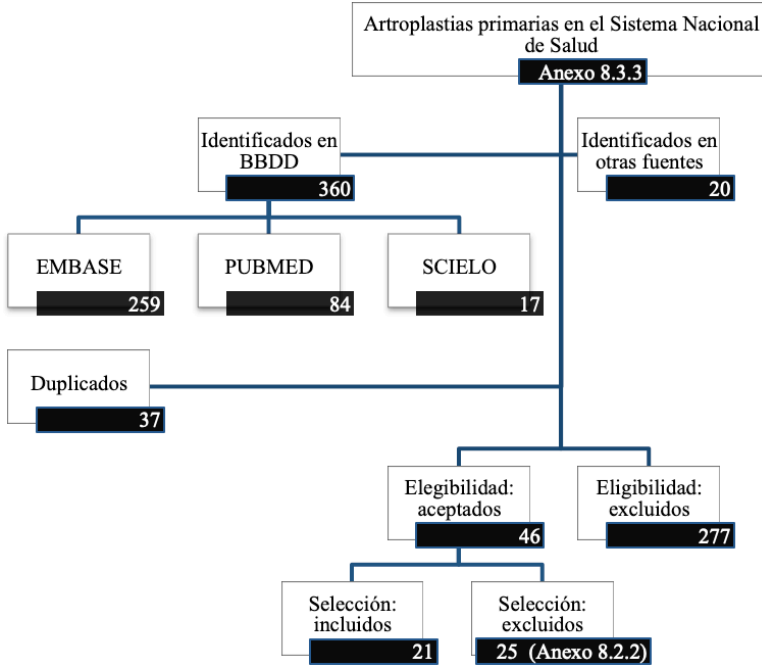 Artroplastias primarias en el Sistema Nacional
de Salud
Anexo 8.3.3
Identificados en
BBDD
360
Identificados en
otras fuentes
20
EMBASE
259
PUBMED
84
SCIELO
17
Duplicados
37
Elegibilidad:
aceptados
46
Eligibilidad:
excluidos
277
Selección:
incluidos
21
Selección:
excluidos
25 (Anexo 8.2.2)